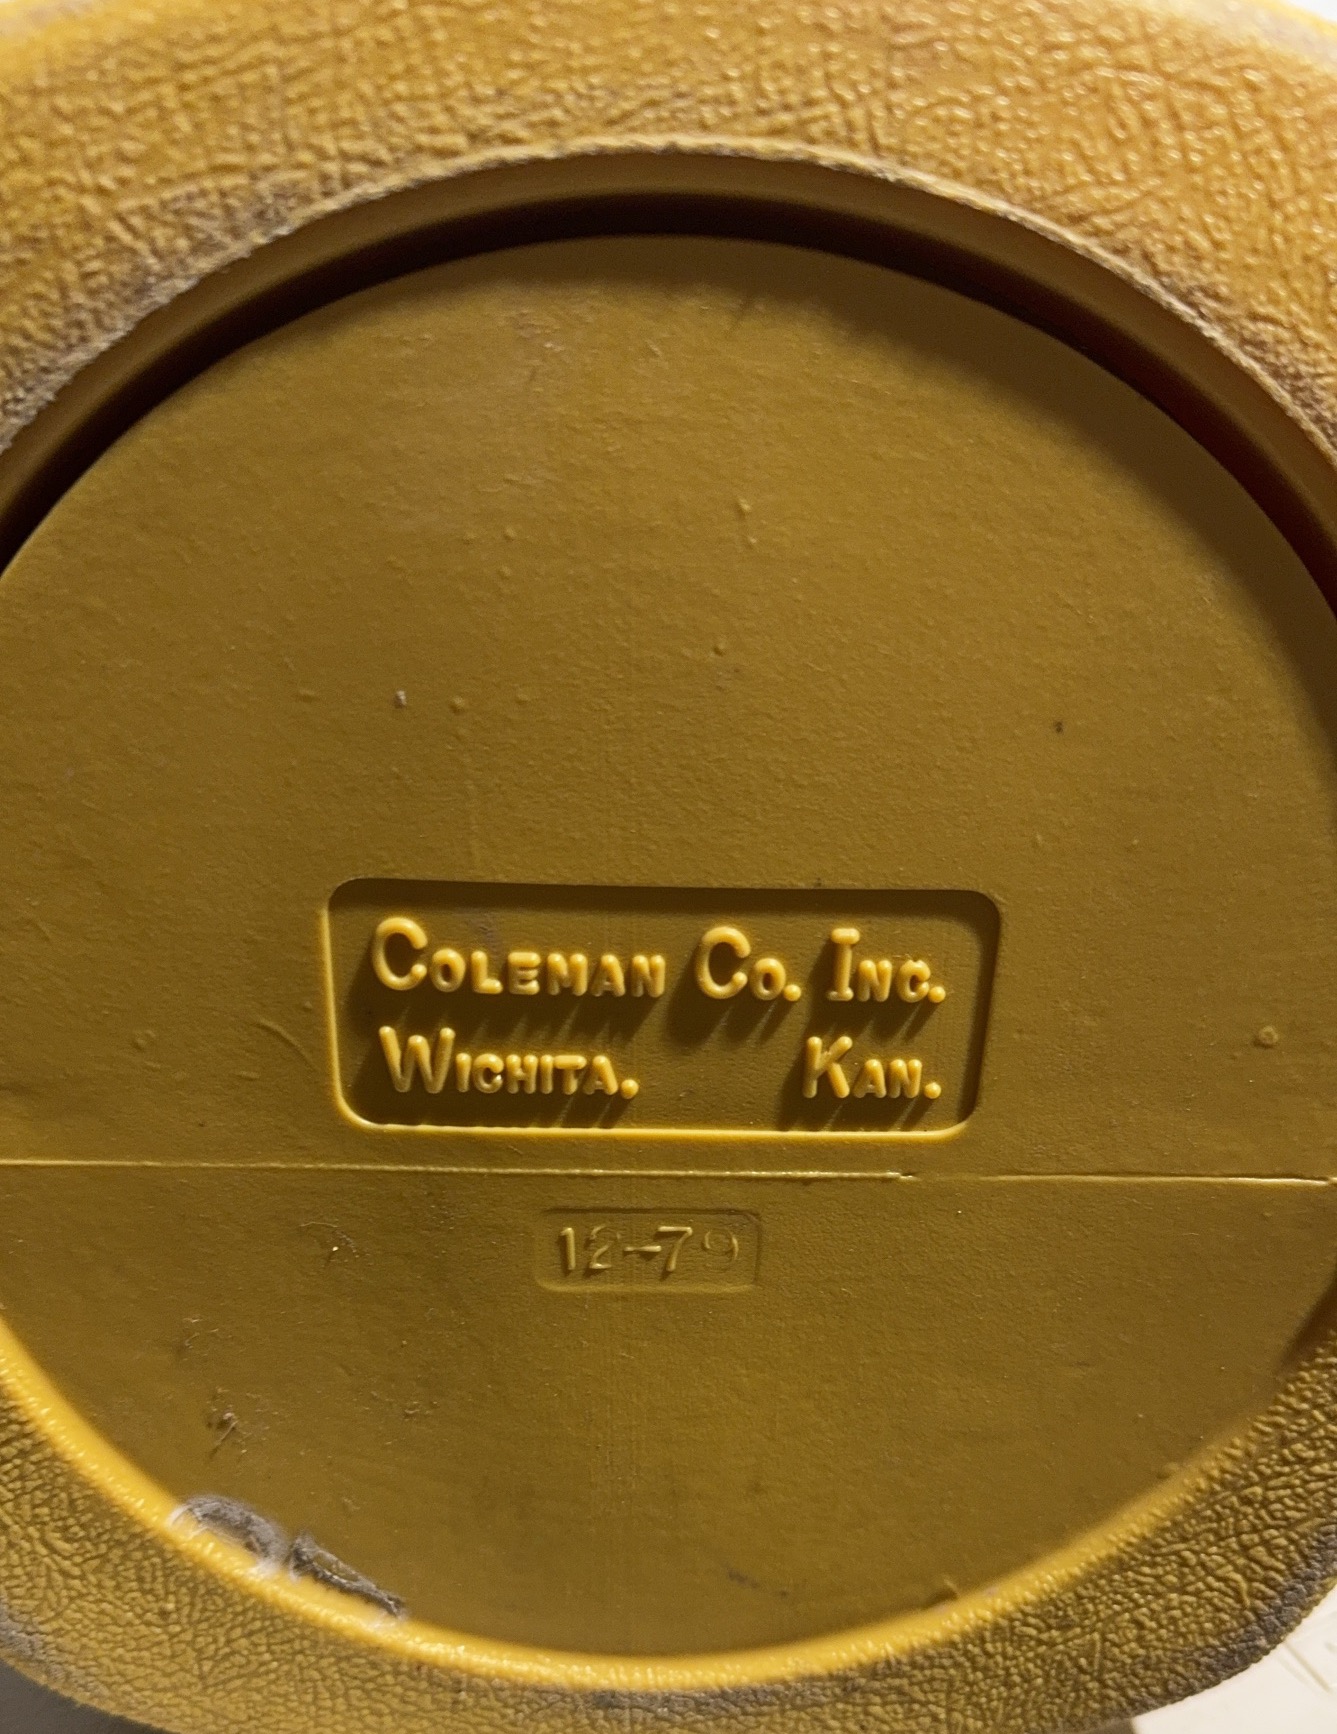 Coleman Co. Inc.
Wichita. Kan.
12-79